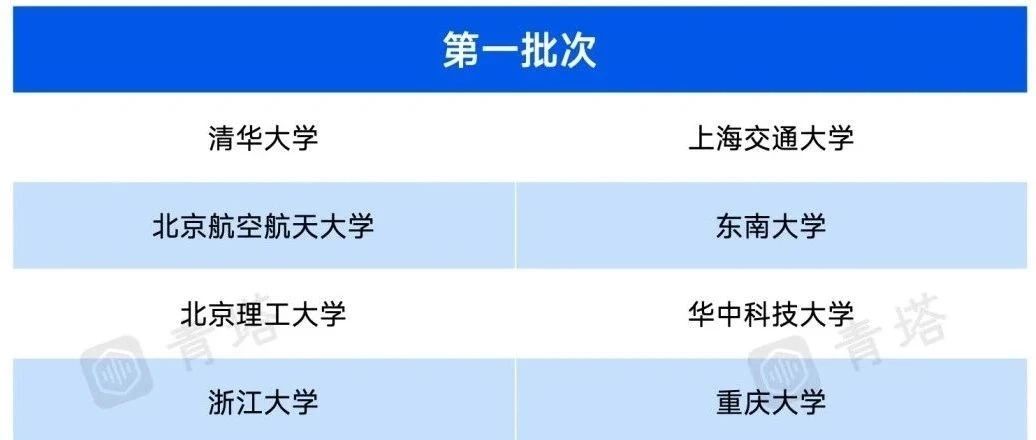 第一批次
清华大学 上海交通大学
北京航空航天大学 东南大学
北京理工大学 华中科技大学
青塔 青塔
浙江大学 重庆大学